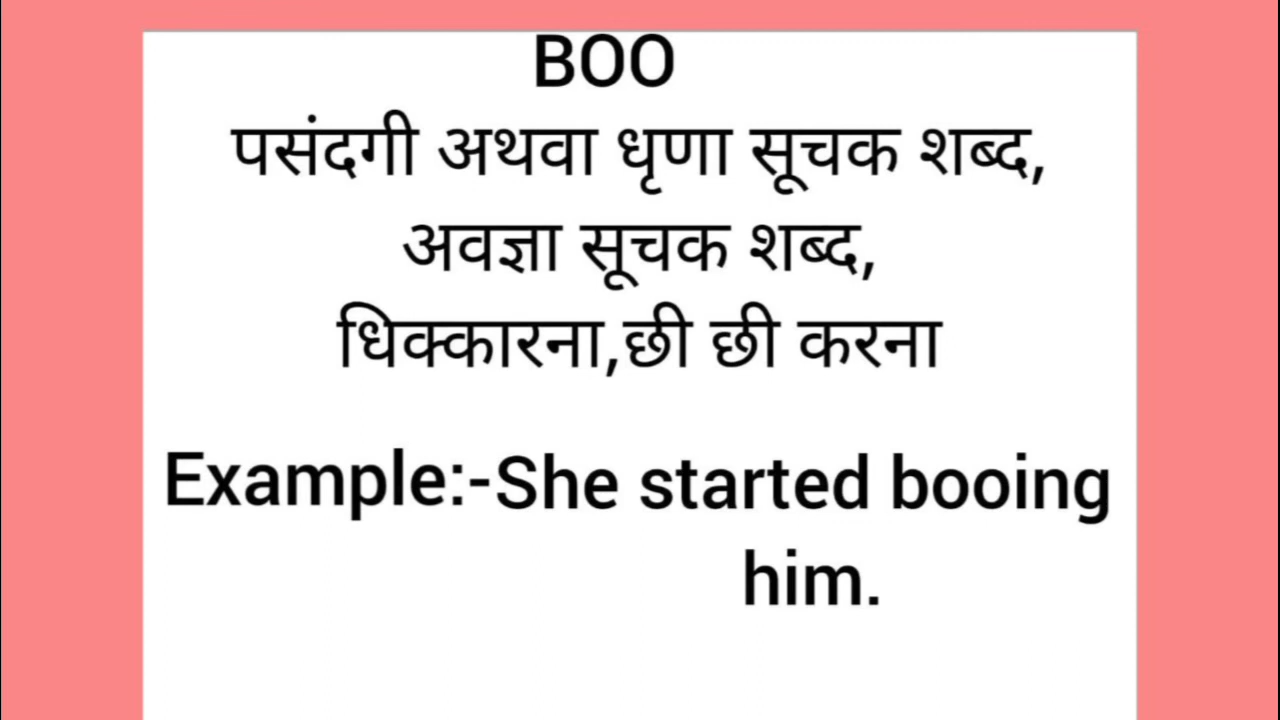 BOO
पसंदगी अथवा धृणा सूचक शब्द,
अवज्ञा सूचक शब्द,
धिक्कारना,छी छी करना
Example:-She started booing
him.